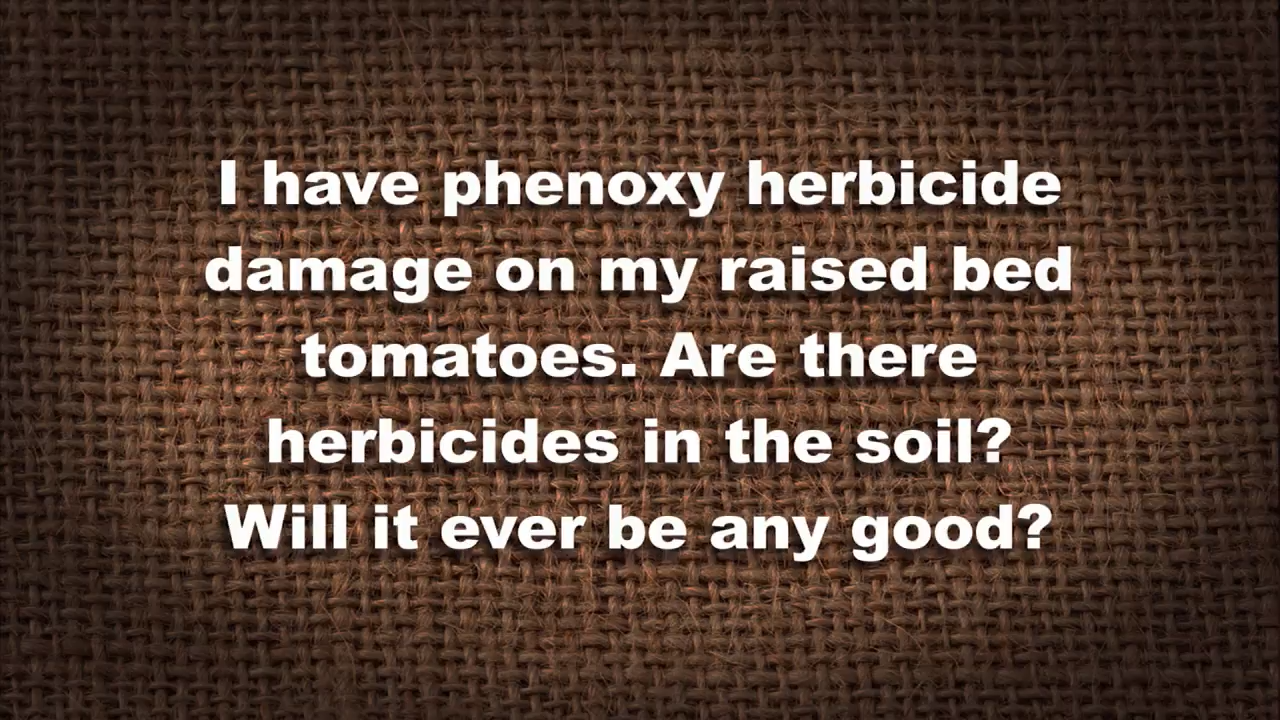 I have phenoxy herbicide
damage on my raised bed
tomatoes. Are there
herbicides in the soil?
Will it ever be any good?